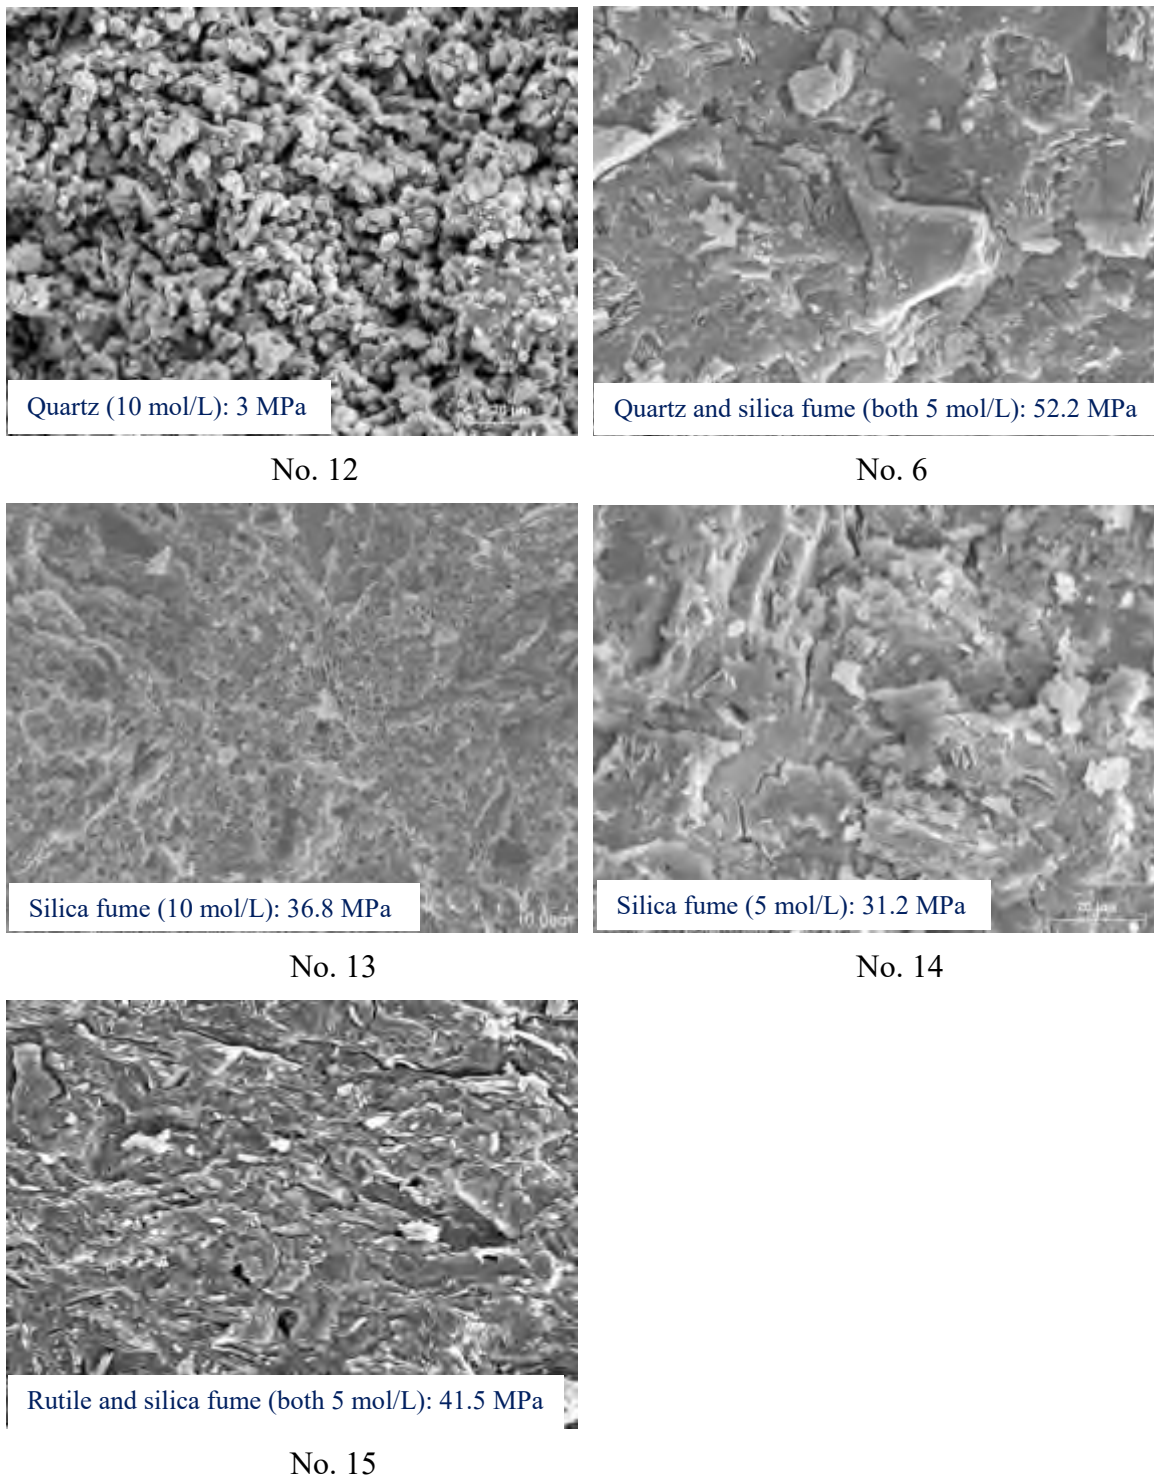 Quartz (10 mol/L): 3 MPa
Quartz and silica fume (both 5 mol/L): 52.2 MPa
No. 12
No. 6
Silica fume (10 mol/L): 36.8 MPa
Silica fume (5 mol/L): 31.2 MPa
No. 13
No. 14
Rutile and silica fume (both 5 mol/L): 41.5 MPa
No. 15